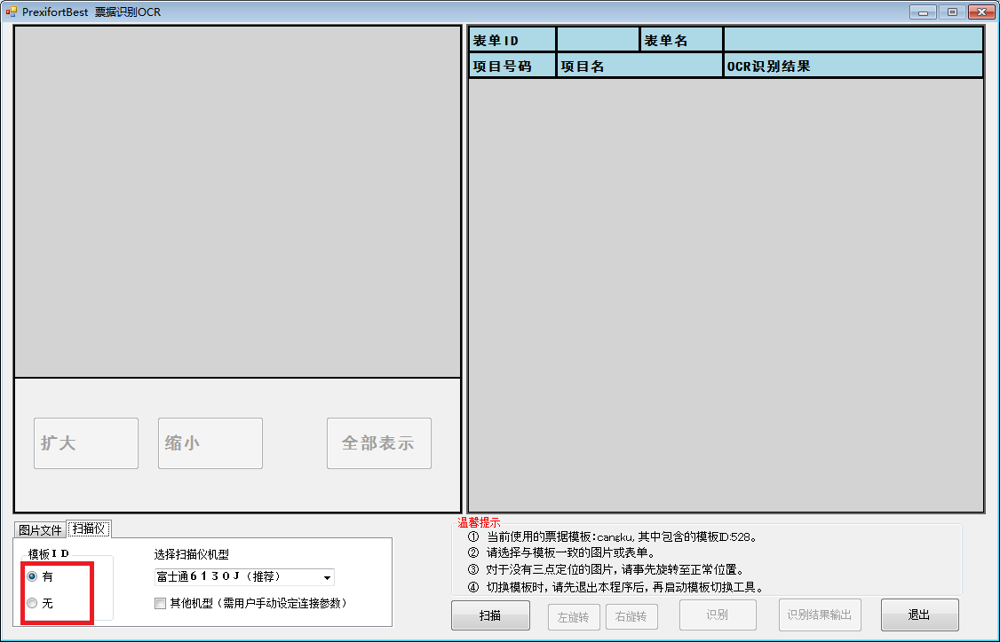 PrexifortBest 票据识别OCR
表单ID 表单名
项目号码 项目名 OCR识别结果
扩大 缩小 全部表示
图片文件 扫描仪
模板ID
有
无
选择扫描仪机型
富士通6130J（推荐）
其他机型（需用户手动设定连接参数）
温馨提示
① 当前使用的票据模板:cangku,其中包含的模板ID:528。
② 请选择与模板一致的图片或表单。
③ 对于没有三点定位的图片,请事先旋转至正常位置。
④ 切换模板时,请先退出本程序后,再启动模板切换工具。
扫描 左旋转 右旋转 识别 识别结果输出 退出